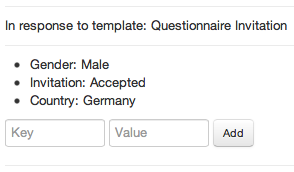 In response to template: Questionnaire Invitation
• Gender: Male
• Invitation: Accepted
• Country: Germany
Key Value Add